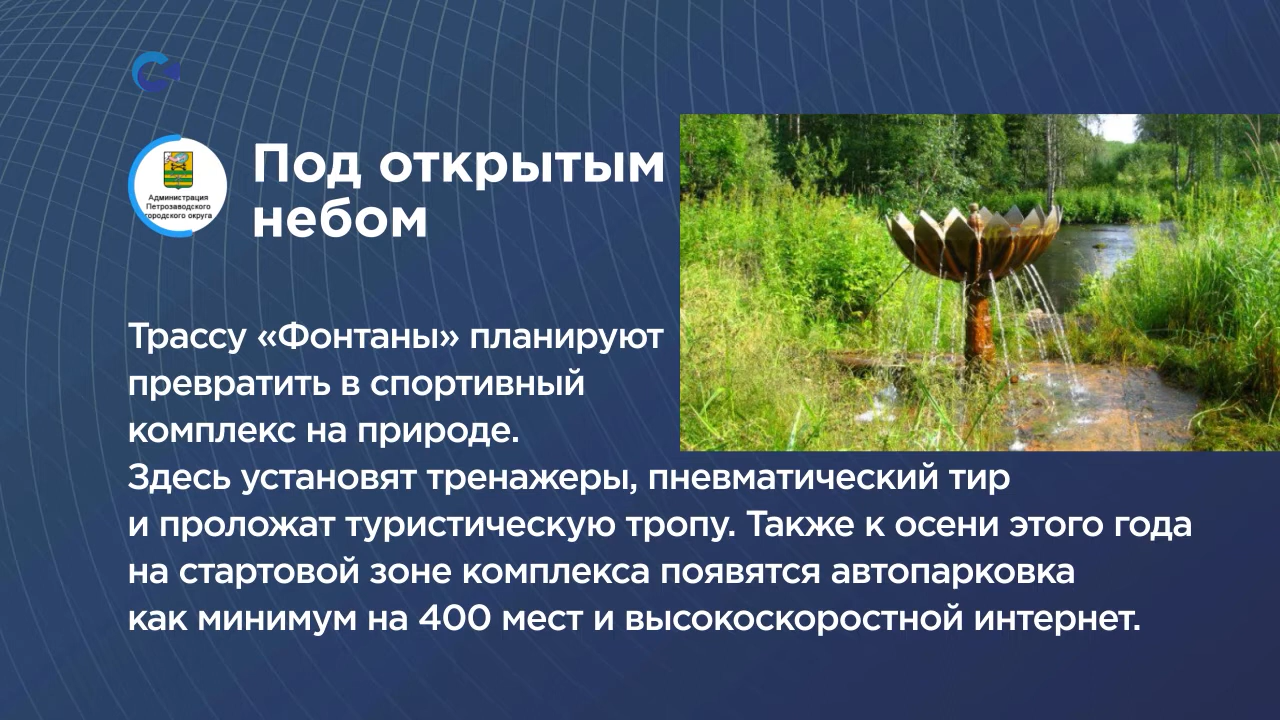 Администрация
Петрозаводского
городского округа
Под открытым
небом
Трассу «Фонтаны» планируют
превратить в спортивный
комплекс на природе.
Здесь установят тренажеры, пневматический тир
и проложат туристическую тропу. Также к осени этого года
на стартовой зоне комплекса появятся автопарковка
как минимум на 400 мест и высокоскоростной интернет.